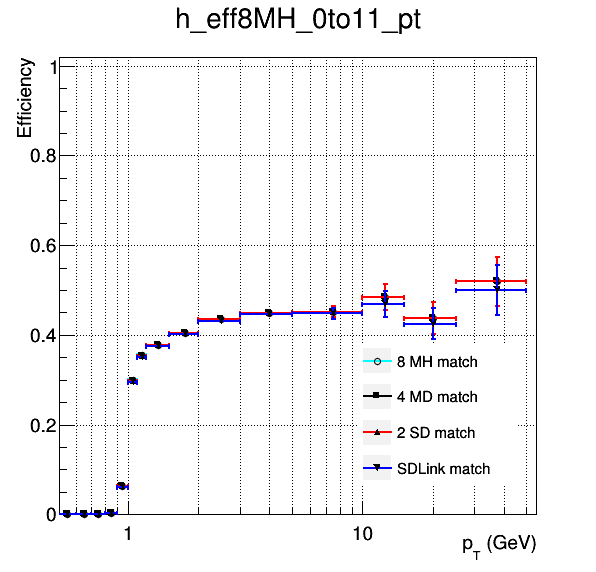 h_eff8MH_0to11_pt
Efficiency
1
0.8
0.6
0.4
0.2
0
8 MH match
4 MD match
2 SD match
SDLink match
1
10
p_T (GeV)